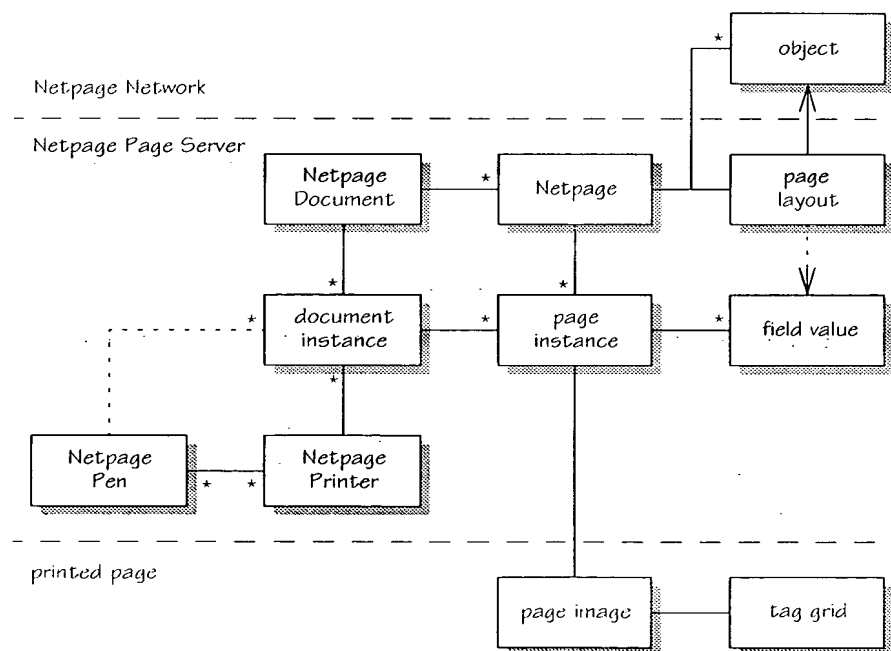 object
Netpage Network
Netpage Page Server
Netpage
Document
Netpage
page
layout
document
instance
page
instance
field value
Netpage
Pen
Netpage
Printer
printed page
page image
tag grid
*
*
*
*
*
*
*
*
*
*